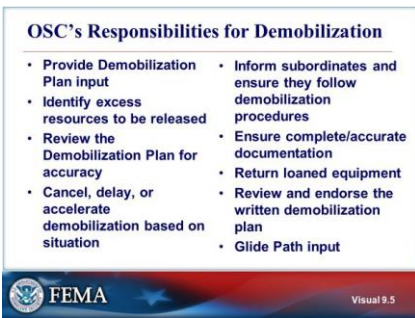 OSC's Responsibilities for Demobilization
• Provide Demobilization
Plan input
• Identify excess
resources to be released
• Review the
Demobilization Plan for
accuracy
• Cancel, delay, or
accelerate
demobilization based on
situation
• Inform subordinates and
ensure they follow
demobilization
procedures
• Ensure complete/accurate
documentation
• Return loaned equipment
• Review and endorse the
written demobilization
plan
• Glide Path input
FEMA
Visual 9.5